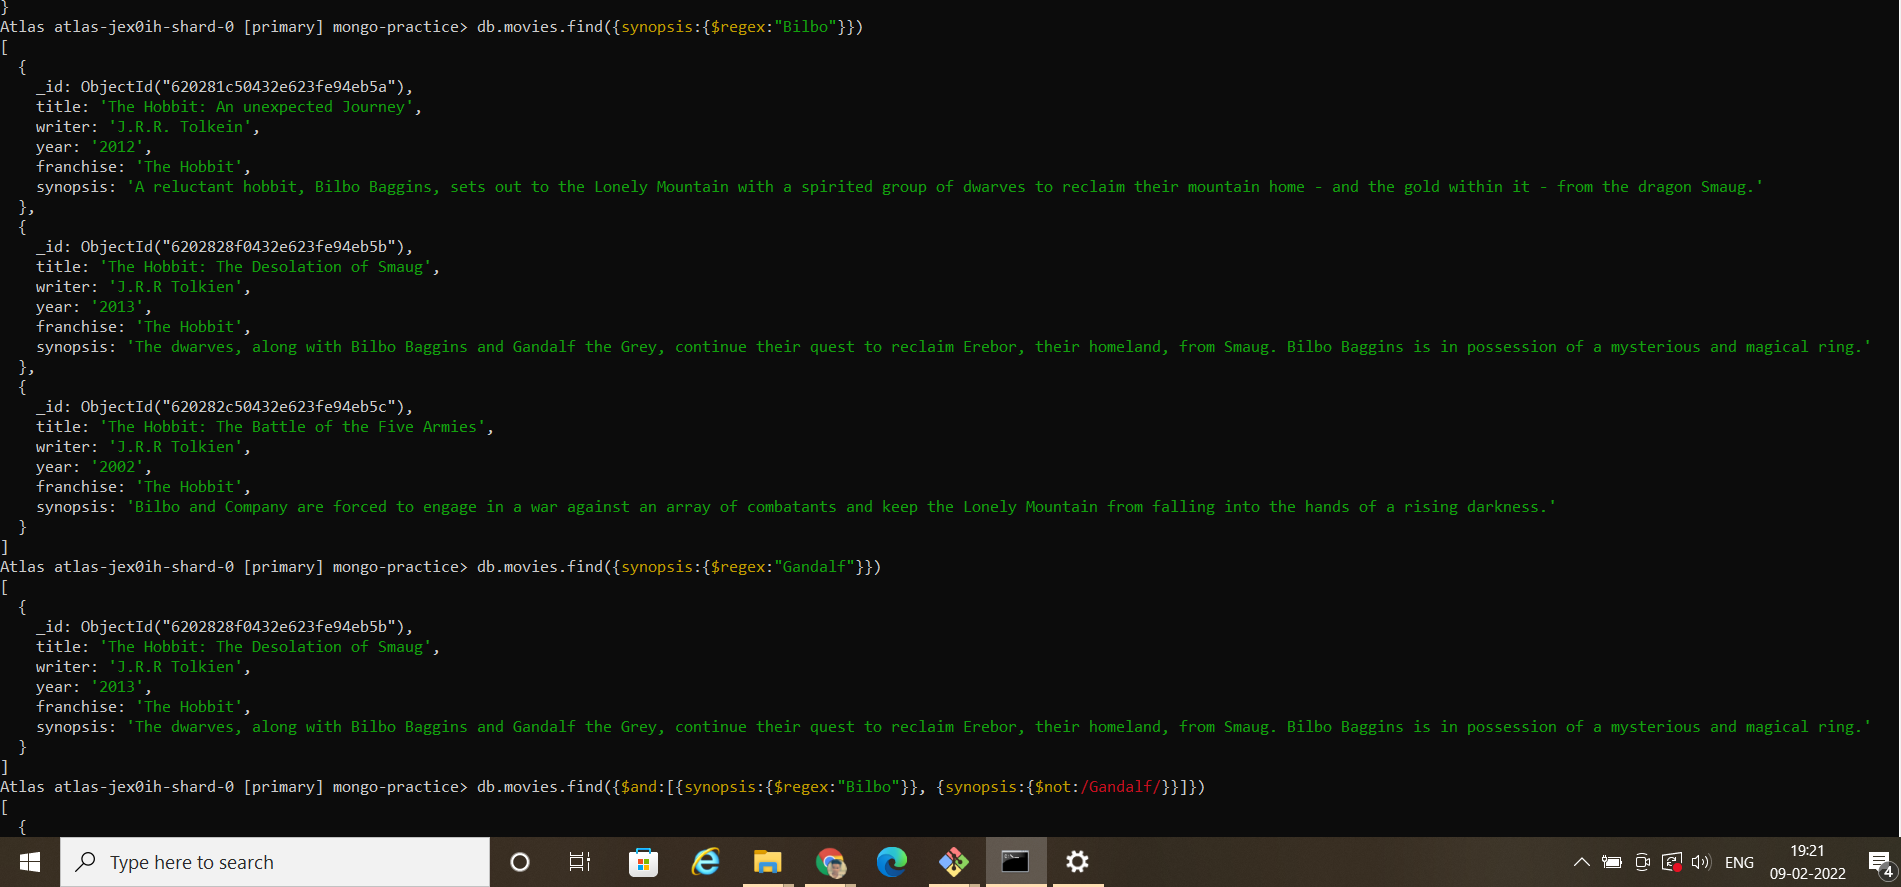 }
Atlas atlas-jex0ih-shard-0 [primary] mongo-practice> db.movies.find({synopsis:{$regex:"Bilbo"}})
[
  {
    _id: ObjectId("620281c50432e623fe94eb5a"),
    title: 'The Hobbit: An unexpected Journey',
    writer: 'J.R.R. Tolkein',
    year: '2012',
    franchise: 'The Hobbit',
    synopsis: 'A reluctant hobbit, Bilbo Baggins, sets out to the Lonely Mountain with a spirited group of dwarves to reclaim their mountain home - and the gold within it - from the dragon Smaug.'
  },
  {
    _id: ObjectId("6202828f0432e623fe94eb5b"),
    title: 'The Hobbit: The Desolation of Smaug',
    writer: 'J.R.R Tolkien',
    year: '2013',
    franchise: 'The Hobbit',
    synopsis: 'The dwarves, along with Bilbo Baggins and Gandalf the Grey, continue their quest to reclaim Erebor, their homeland, from Smaug. Bilbo Baggins is in possession of a mysterious and magical ring.'
  },
  {
    _id: ObjectId("620282c50432e623fe94eb5c"),
    title: 'The Hobbit: The Battle of the Five Armies',
    writer: 'J.R.R Tolkien',
    year: '2002',
    franchise: 'The Hobbit',
    synopsis: 'Bilbo and Company are forced to engage in a war against an array of combatants and keep the Lonely Mountain from falling into the hands of a rising darkness.'
  }
]
Atlas atlas-jex0ih-shard-0 [primary] mongo-practice> db.movies.find({synopsis:{$regex:"Gandalf"}})
[
  {
    _id: ObjectId("6202828f0432e623fe94eb5b"),
    title: 'The Hobbit: The Desolation of Smaug',
    writer: 'J.R.R Tolkien',
    year: '2013',
    franchise: 'The Hobbit',
    synopsis: 'The dwarves, along with Bilbo Baggins and Gandalf the Grey, continue their quest to reclaim Erebor, their homeland, from Smaug. Bilbo Baggins is in possession of a mysterious and magical ring.'
  }
]
Atlas atlas-jex0ih-shard-0 [primary] mongo-practice> db.movies.find({$and:[{synopsis:{$regex:"Bilbo"}}, {synopsis:{$not:/Gandalf/}}]})
[
  {
Type here to search
ENG
19:21
09-02-2022
4